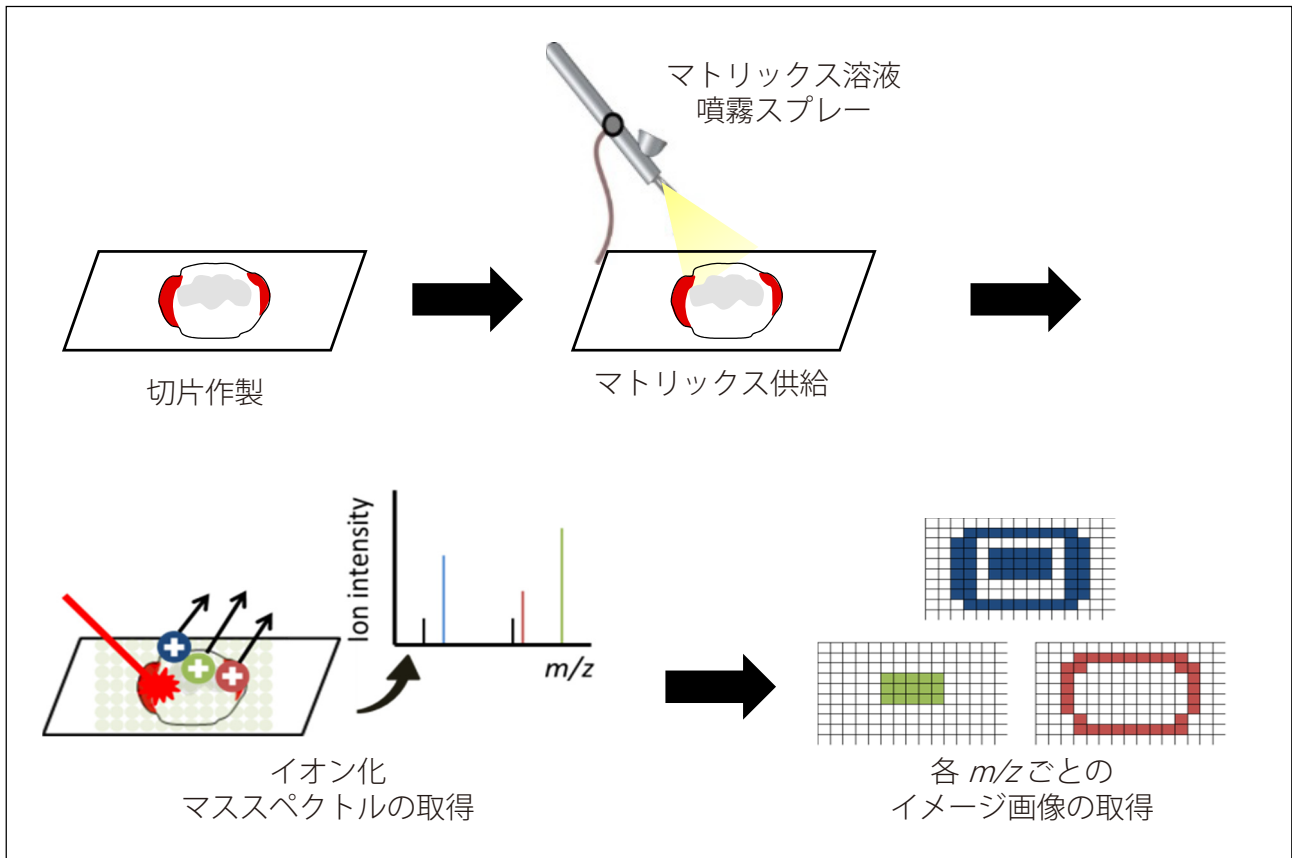 マトリックス溶液
噴霧スプレー
切片作製
マトリックス供給
Ion intensity
m/z
イオン化
マススペクトルの取得
各 m/z ごとの
イメージ画像の取得